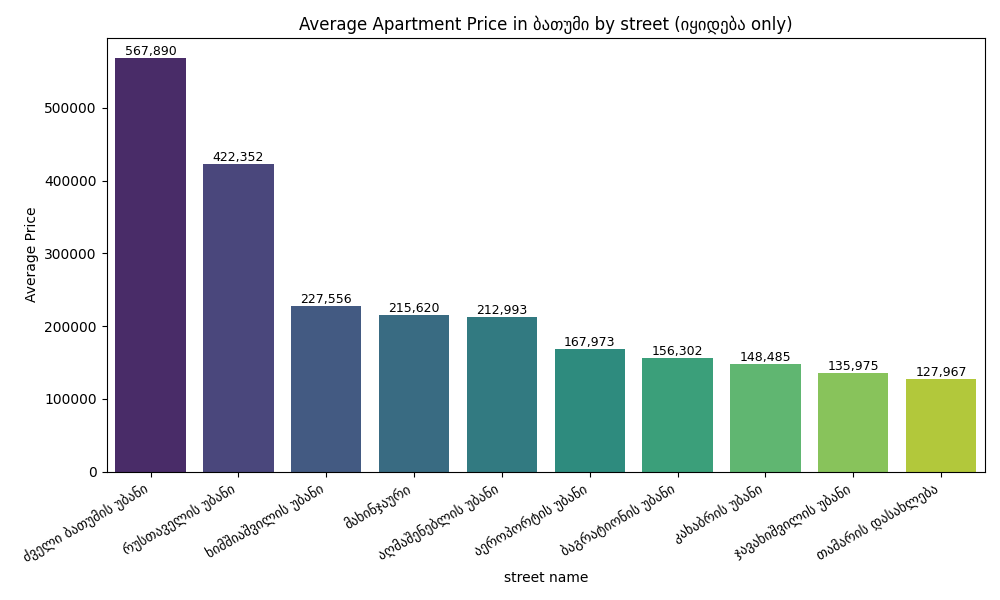 Average Apartment Price in ბათუმი by street (იყიდება only)
Average Price
500000
400000
300000
200000
100000
0
567,890
422,352
227,556
215,620
212,993
167,973
156,302
148,485
135,975
127,967
ძველი ბათუმის უბანი
რუსთაველის უბანი
ხიმშიაშვილის უბანი
მახინჯაური
აღმაშენებლის უბანი
აეროპორტის უბანი
ბაგრატიონის უბანი
კახაბრის უბანი
ჯავახიშვილის უბანი
თამარის დასახლება
street name